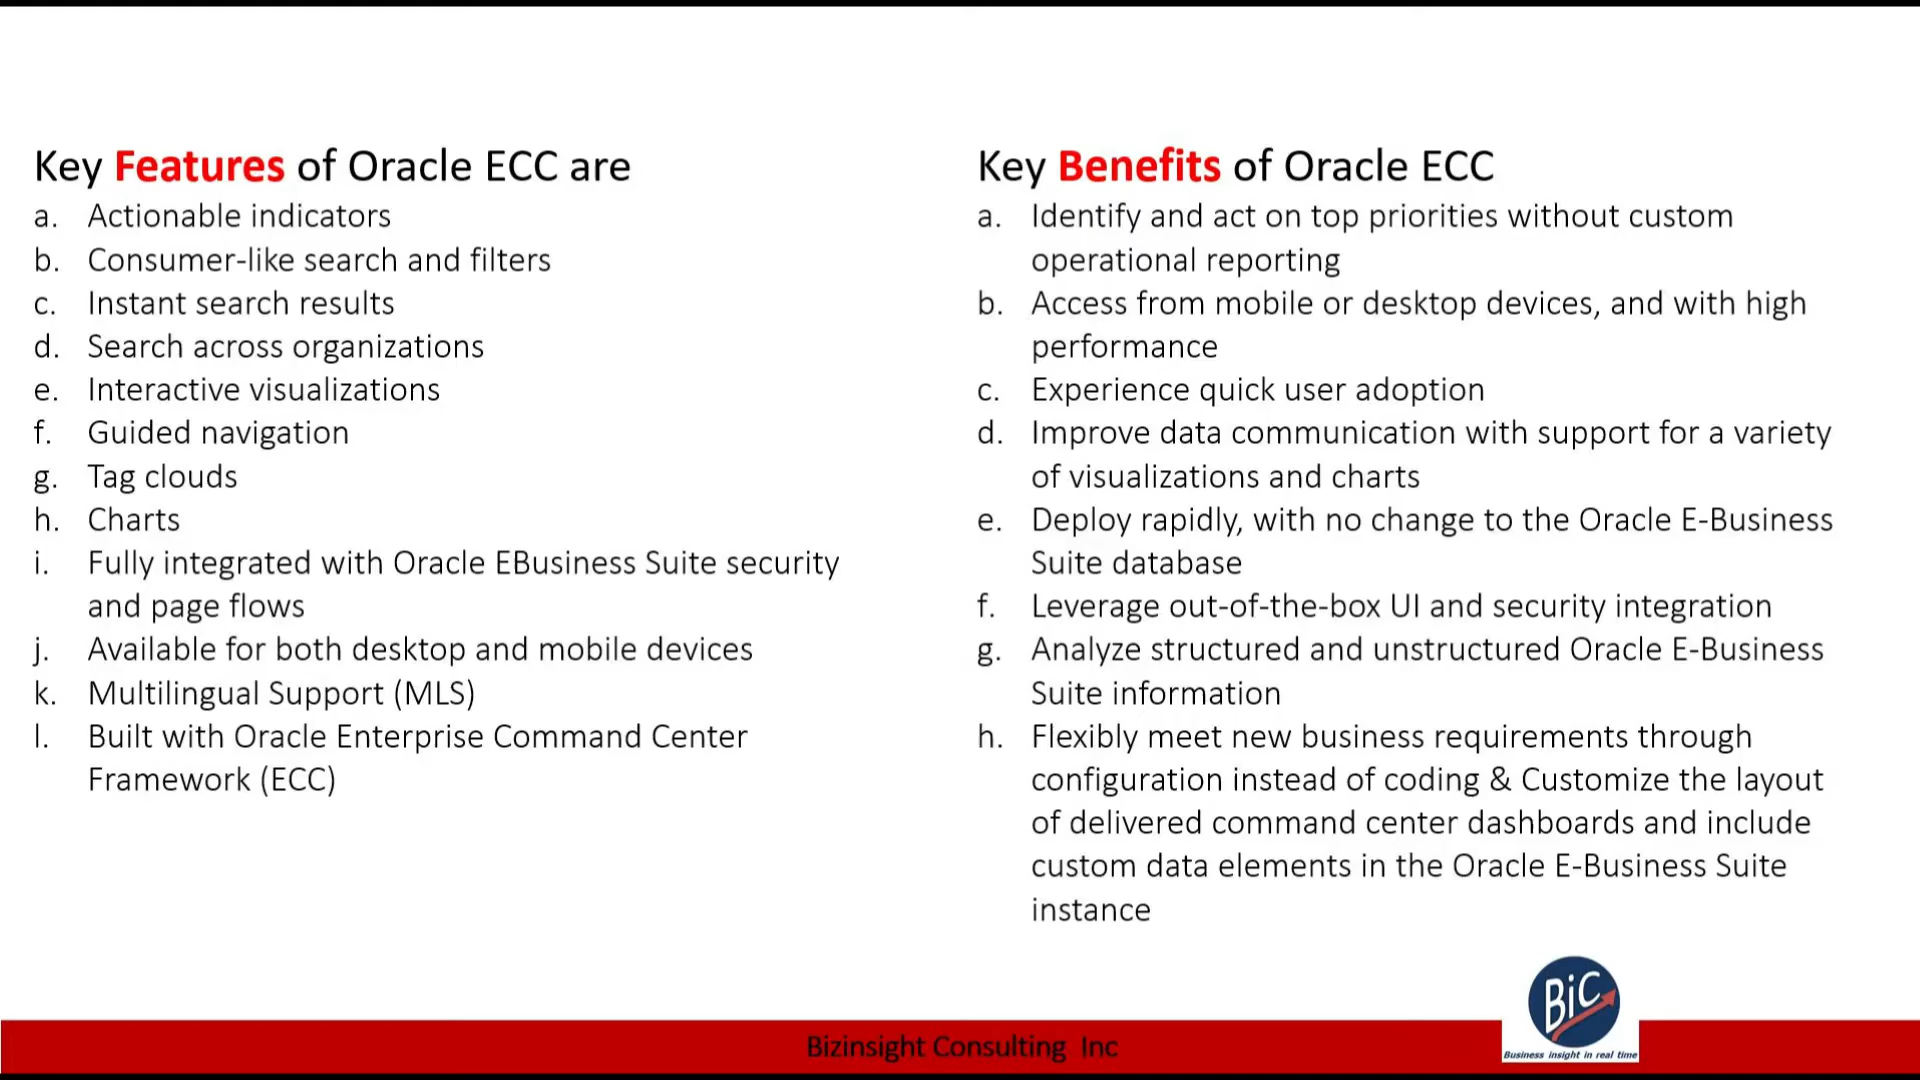 Key Features of Oracle ECC are
a. Actionable indicators
b. Consumer-like search and filters
c. Instant search results
d. Search across organizations
e. Interactive visualizations
f. Guided navigation
g. Tag clouds
h. Charts
i. Fully integrated with Oracle EBusiness Suite security
and page flows
j. Available for both desktop and mobile devices
k. Multilingual Support (MLS)
l. Built with Oracle Enterprise Command Center
Framework (ECC)
Key Benefits of Oracle ECC
a. Identify and act on top priorities without custom
operational reporting
b. Access from mobile or desktop devices, and with high
performance
c. Experience quick user adoption
d. Improve data communication with support for a variety
of visualizations and charts
e. Deploy rapidly, with no change to the Oracle E-Business
Suite database
f. Leverage out-of-the-box UI and security integration
g. Analyze structured and unstructured Oracle E-Business
Suite information
h. Flexibly meet new business requirements through
configuration instead of coding & Customize the layout
of delivered command center dashboards and include
custom data elements in the Oracle E-Business Suite
instance
BiC
Business insight in real time
Bizinsight Consulting Inc